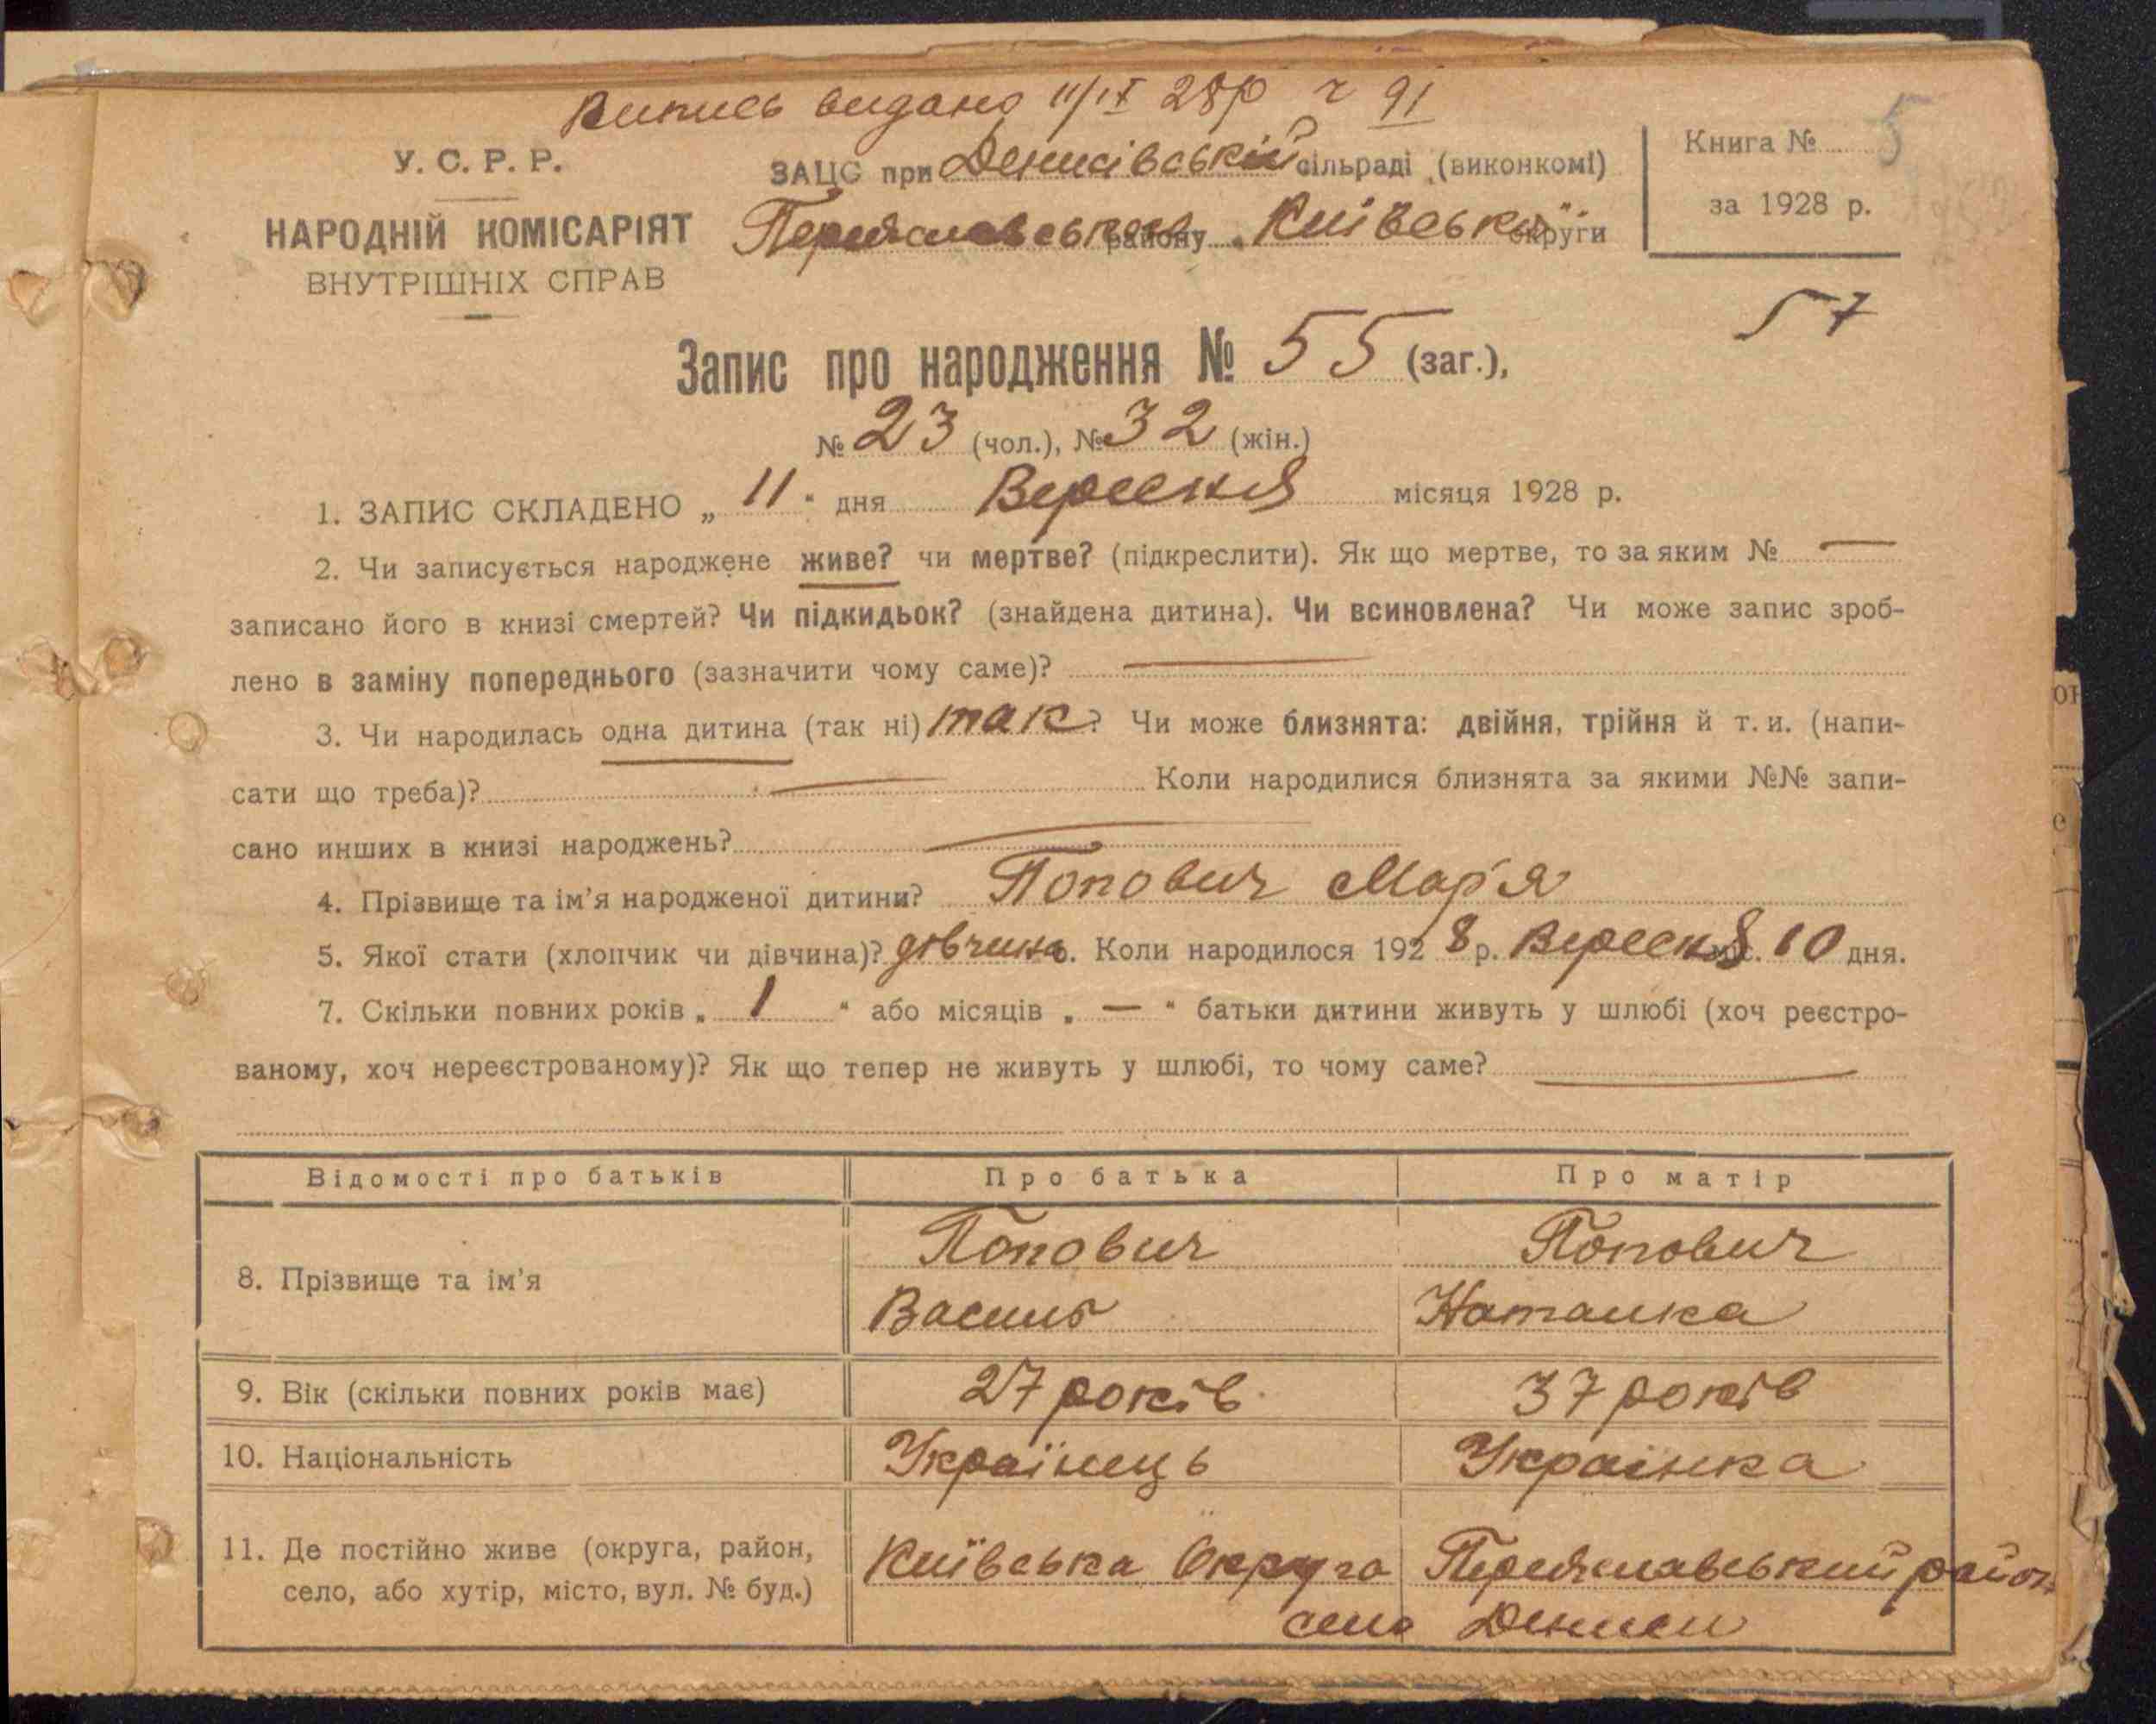 Випись видано 11/IX 28р ч 91
У. С. Р. Р.
НАРОДНІЙ КОМІСАРІЯТ
ВНУТРІШНІХ СПРАВ
ЗАЦС при Денисівській сільраді (виконкомі)
Переяславського району Київської округи
Книга № 5
за 1928 р.
57
Запис про народження № 55 (заг.),
№ 23 (чол.), № 32 (жін.)
1. ЗАПИС СКЛАДЕНО „ 11 “ дня Вересня місяця 1928 р.
2. Чи записується народжене живе? чи мертве? (підкреслити). Як що мертве, то за яким № —
записано його в книзі смертей? Чи підкидьок? (знайдена дитина). Чи всиновлена? Чи може запис зроб-
лено в заміну попереднього (зазначити чому саме)? —
3. Чи народилась одна дитина (так ні) так? Чи може близнята: двійня, трійня й т. и. (напи-
сати що треба)? — Коли народилися близнята за якими №№ запи-
сано инших в книзі народжень? —
4. Прізвище та ім'я народженої дитини? Попович Мар'я
5. Якої стати (хлопчик чи дівчина)? дівчина. Коли народилося 192 8 р. Вересня міс. 10 дня.
7. Скільки повних років „ 1 “ або місяців „ — “ батьки дитини живуть у шлюбі (хоч реєстро-
ваному, хоч нереєстрованому)? Як що тепер не живуть у шлюбі, то чому саме? —
Відомості про батьків Про батька Про матір
8. Прізвище та ім'я
Попович
Василь
Попович
Наталка
9. Вік (скільки повних років має) 27 років 37 років
10. Національність Українець Українка
11. Де постійно живе (округа, район,
село, або хутір, місто, вул. № буд.)
Київська Округа Переяславський район
село Дениси